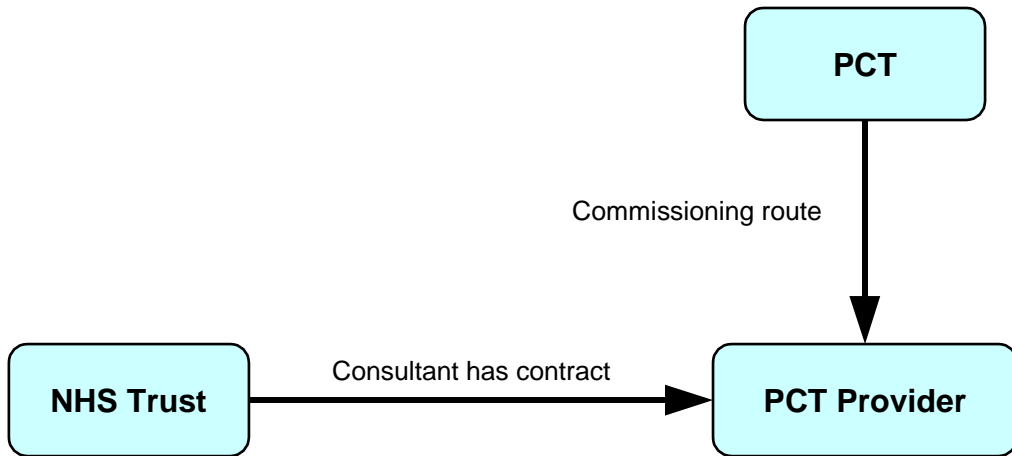 PCT
Commissioning route
Consultant has contract
NHS Trust
PCT Provider